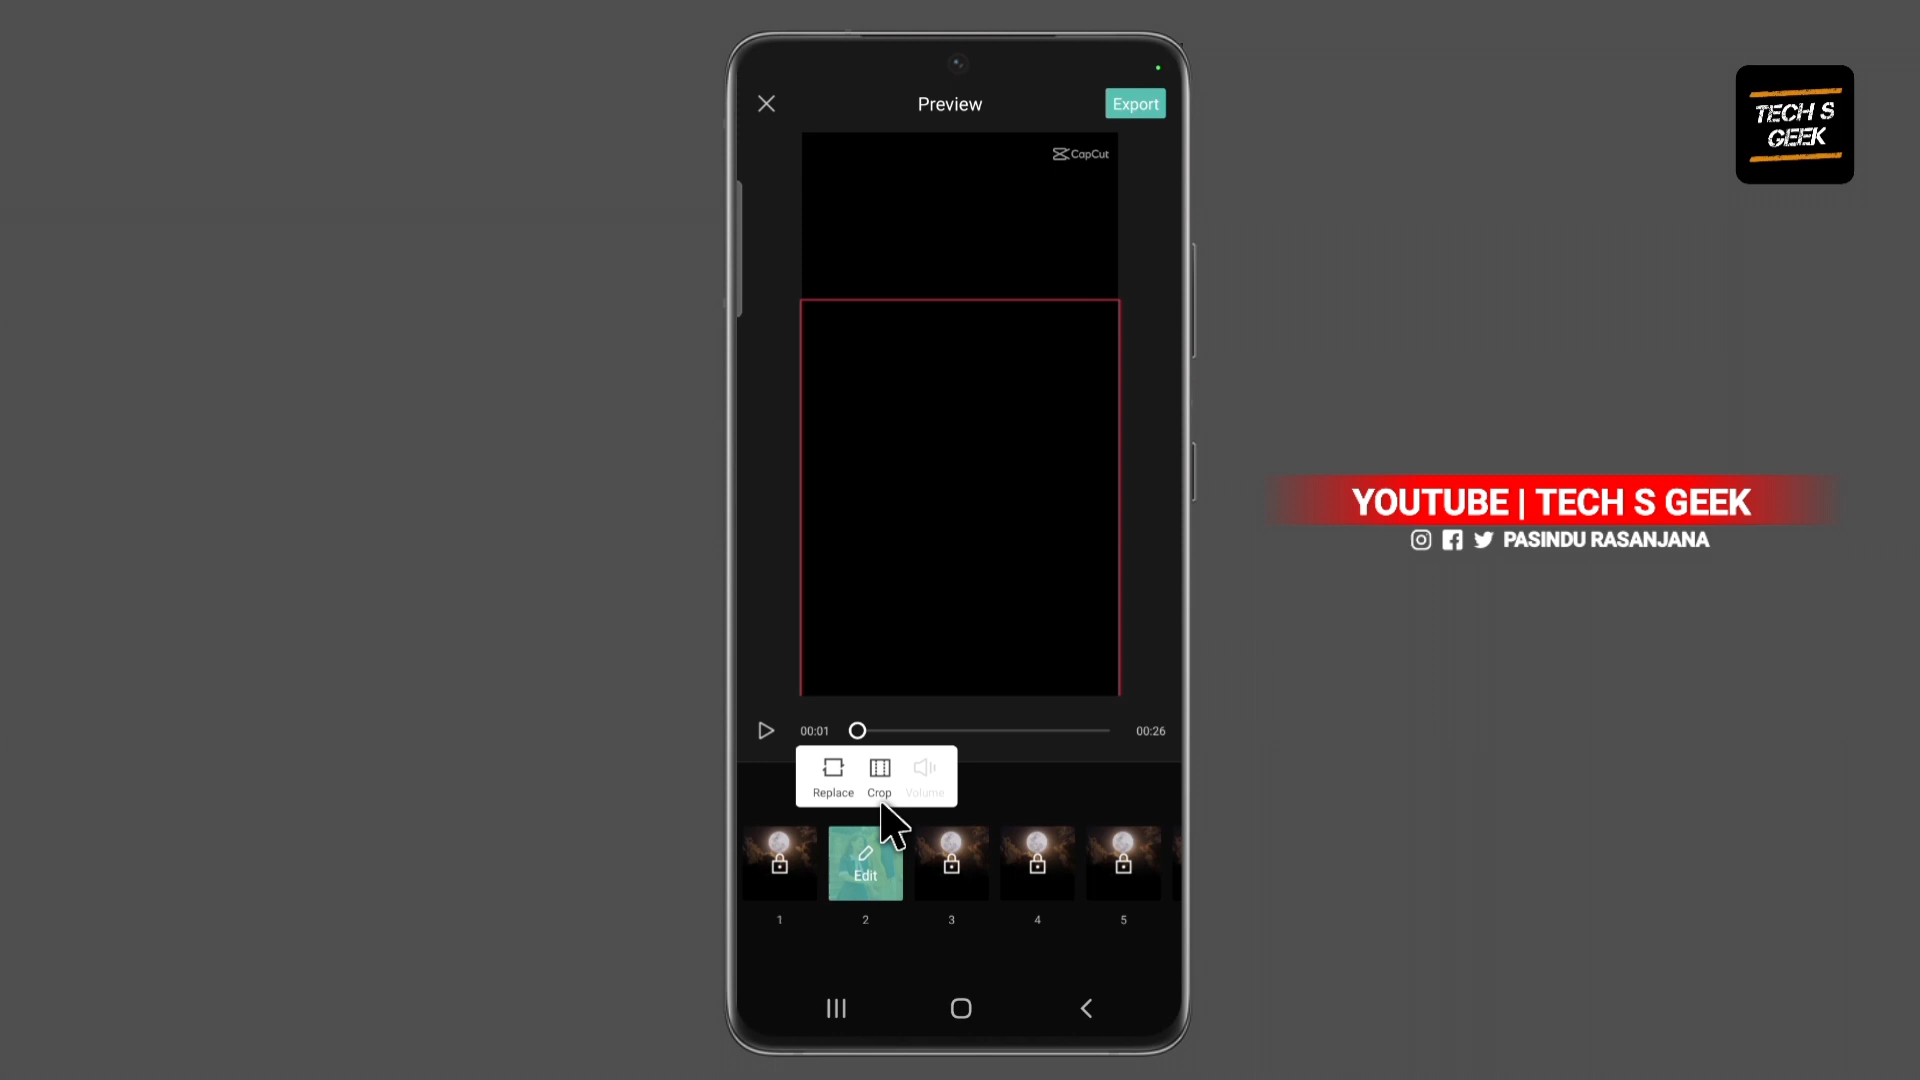 Preview
Export
CapCut
TECH S
GEEK
YOUTUBE | TECH S GEEK
PASINDU RASANJANA
00:01
00:26
Replace
Crop
Volume
Edit
1
2
3
4
5